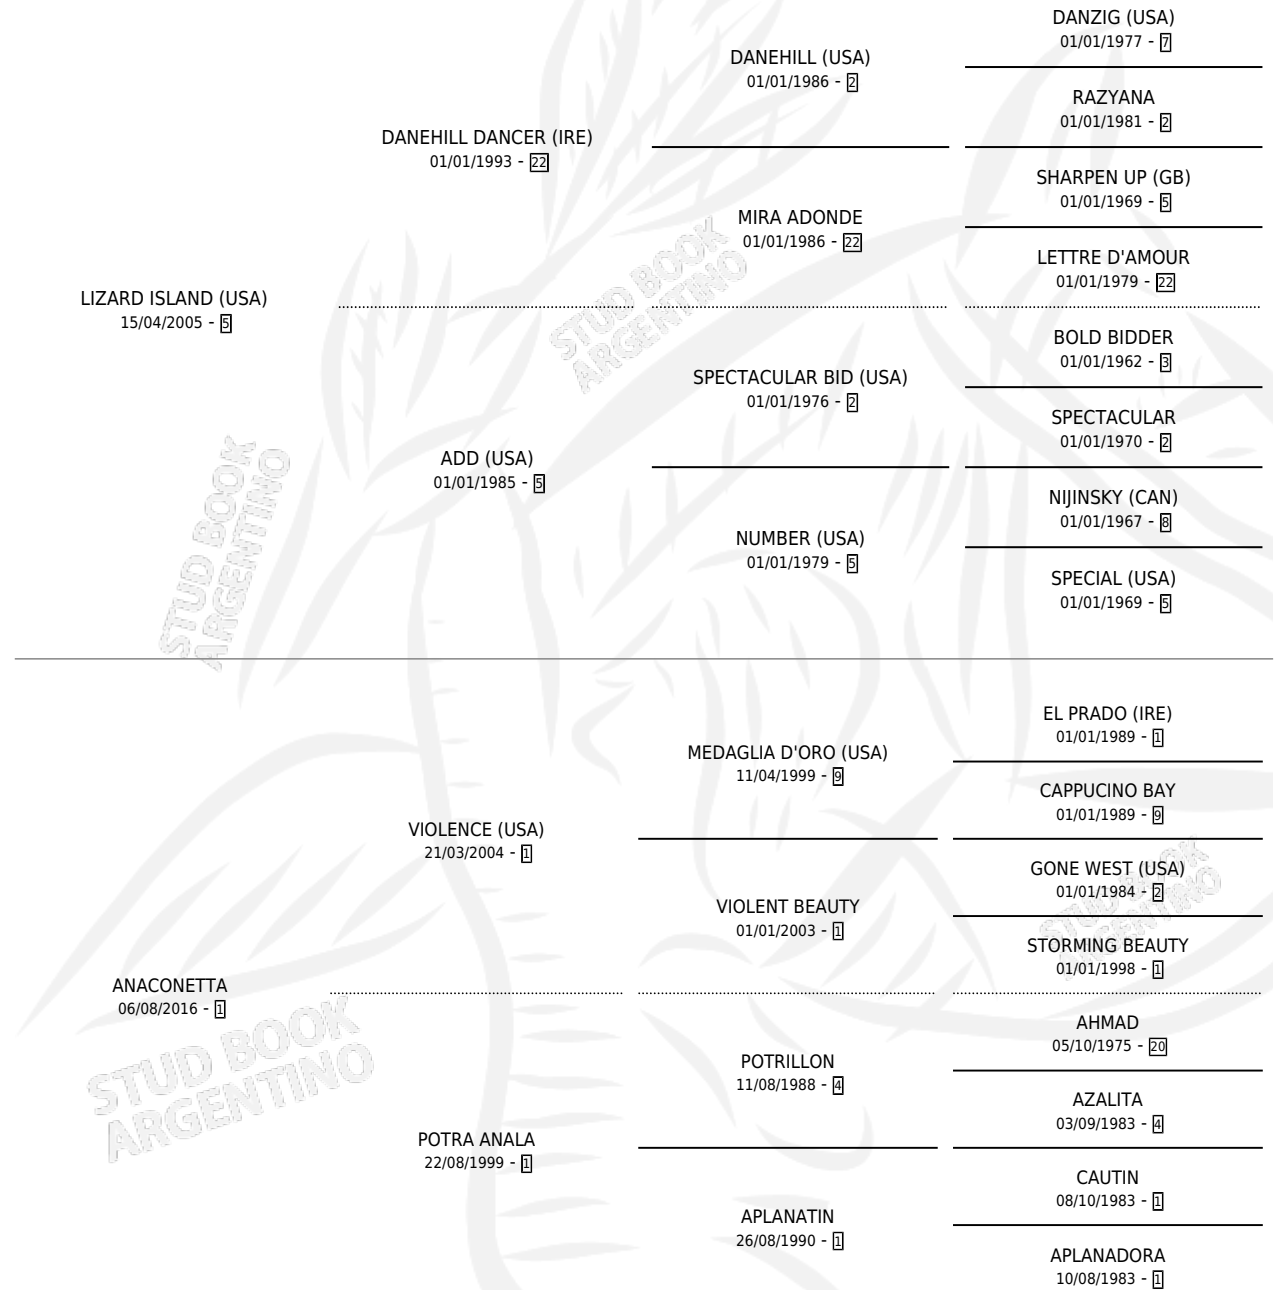 DANZIG (USA)
01/01/1977 - 7
DANEHILL (USA)
01/01/1986 - 2
RAZYANA
01/01/1981 - 2
DANEHILL DANCER (IRE)
01/01/1993 - 22
SHARPEN UP (GB)
01/01/1969 - 5
MIRA ADONDE
01/01/1986 - 22
LETTRE D'AMOUR
01/01/1979 - 22
LIZARD ISLAND (USA)
15/04/2005 - 5
BOLD BIDDER
01/01/1962 - 3
SPECTACULAR BID (USA)
01/01/1976 - 2
SPECTACULAR
01/01/1970 - 2
ADD (USA)
01/01/1985 - 5
NIJINSKY (CAN)
01/01/1967 - 8
NUMBER (USA)
01/01/1979 - 5
SPECIAL (USA)
01/01/1969 - 5
EL PRADO (IRE)
01/01/1989 - 1
MEDAGLIA D'ORO (USA)
11/04/1999 - 9
CAPPUCINO BAY
01/01/1989 - 9
VIOLENCE (USA)
21/03/2004 - 1
GONE WEST (USA)
01/01/1984 - 2
VIOLENT BEAUTY
01/01/2003 - 1
STORMING BEAUTY
01/01/1998 - 1
ANACONETTA
06/08/2016 - 1
AHMAD
05/10/1975 - 20
POTRILLON
11/08/1988 - 4
AZALITA
03/09/1983 - 4
POTRA ANALA
22/08/1999 - 1
CAUTIN
08/10/1983 - 1
APLANATIN
26/08/1990 - 1
APLANADORA
10/08/1983 - 1
STUD BOOK
ARGENTINO
STUD BOOK
ARGENTINO
STUD BOOK
ARGENTINO
STUD BOOK
ARGENTINO